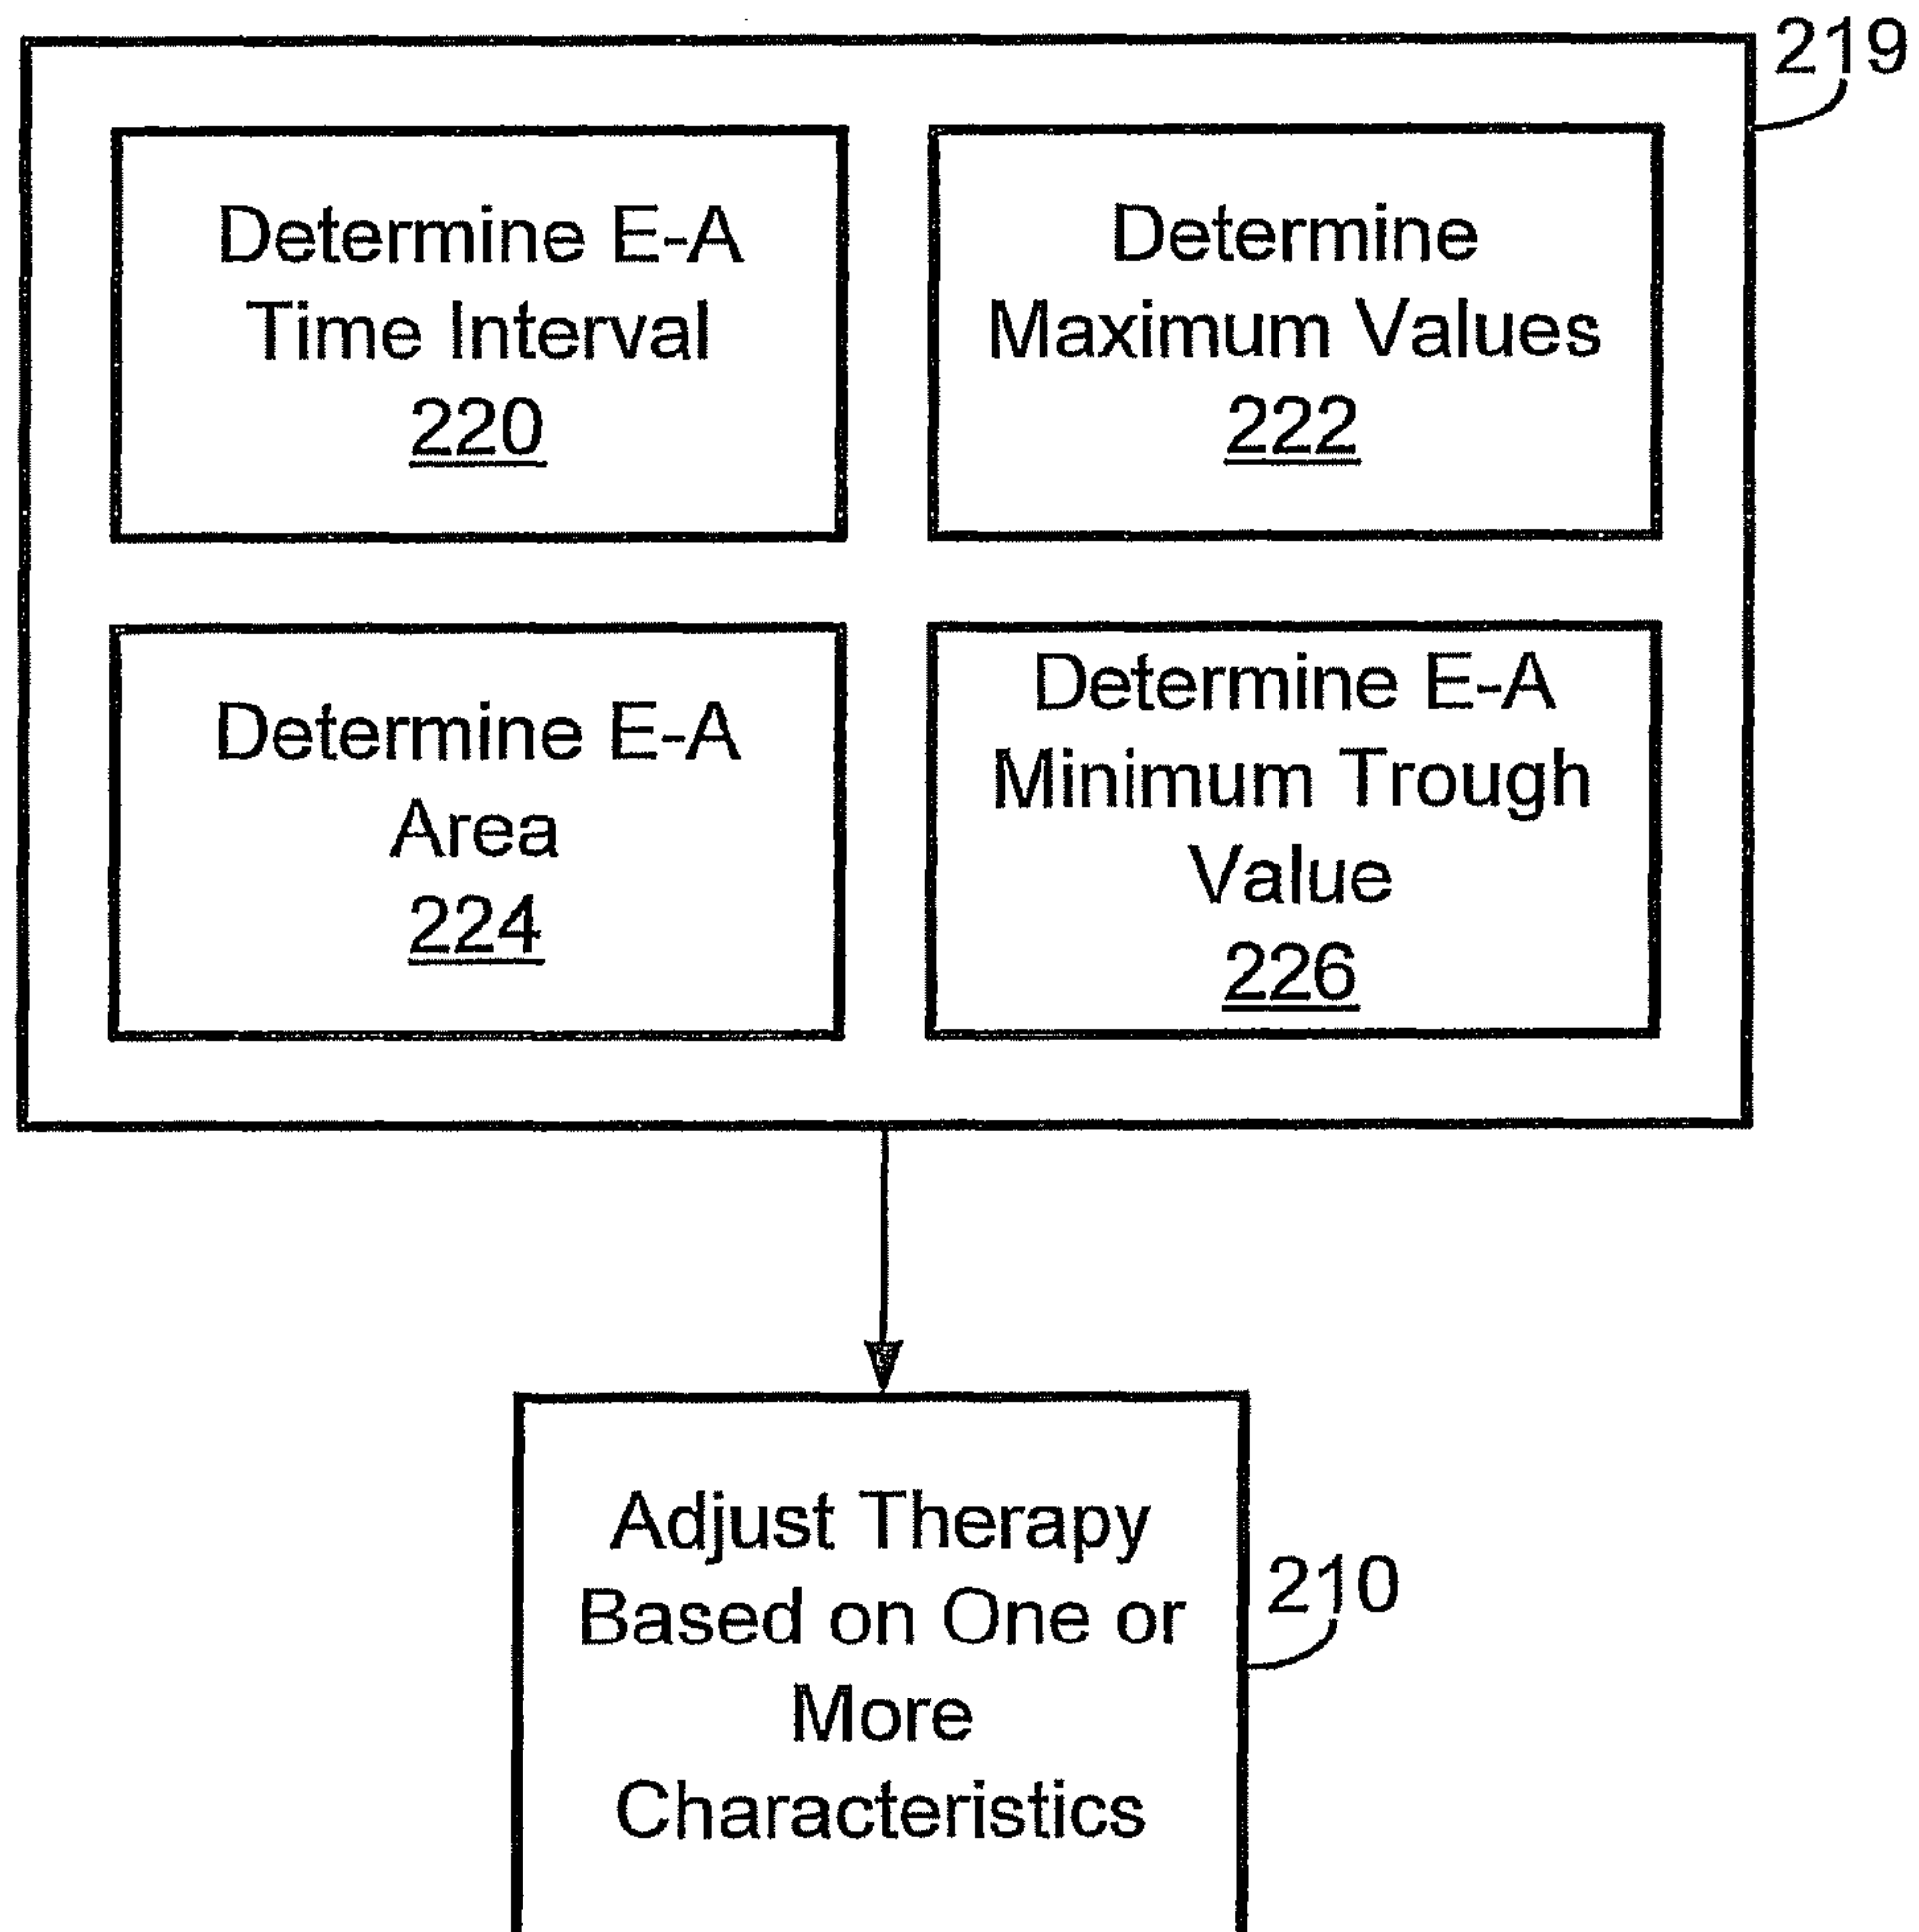 219
Determine E-A
Time Interval
220
Determine
Maximum Values
222
Determine E-A
Area
224
Determine E-A
Minimum Trough
Value
226
Adjust Therapy
Based on One or
More
Characteristics
210